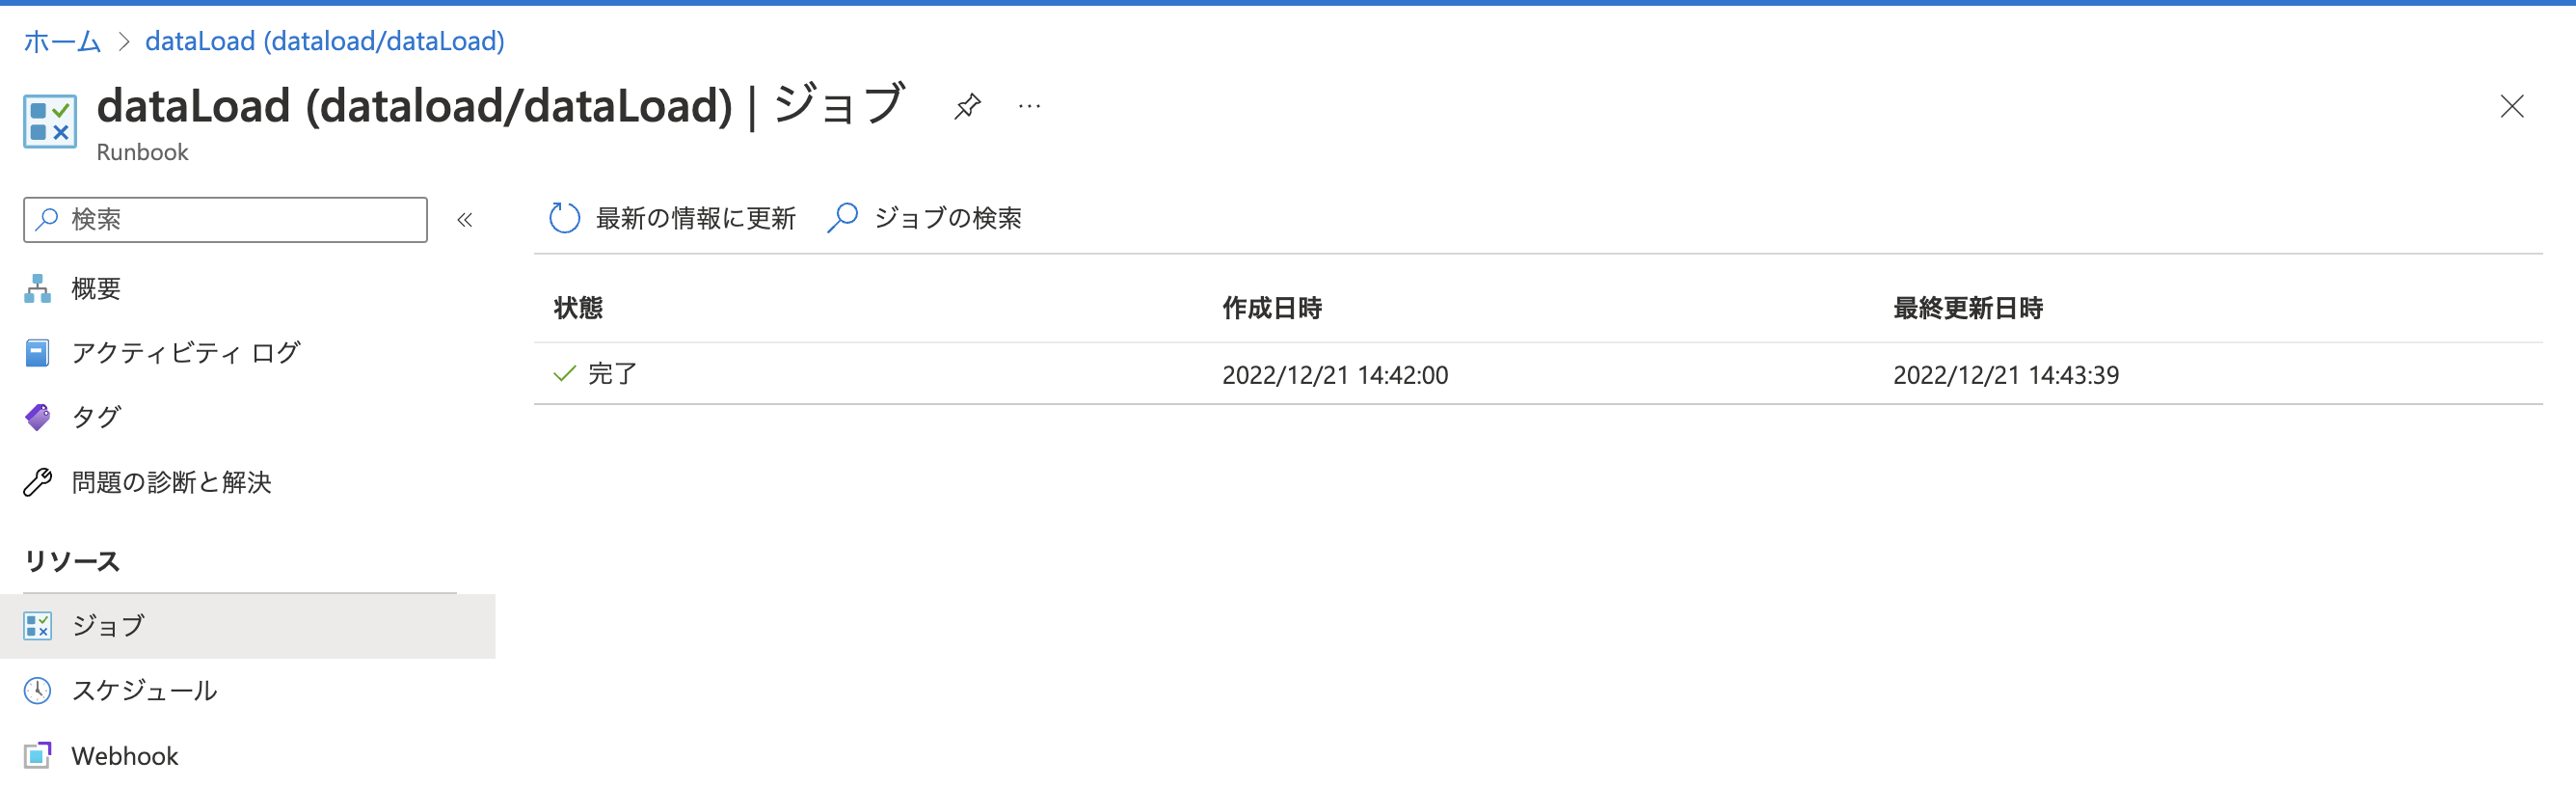 ホーム > dataLoad (dataload/dataLoad)
dataLoad (dataload/dataLoad) | ジョブ ···
Runbook
検索 «
最新の情報に更新 ジョブの検索
概要
アクティビティ ログ
タグ
問題の診断と解決
リソース
ジョブ
スケジュール
Webhook
状態 作成日時 最終更新日時
完了 2022/12/21 14:42:00 2022/12/21 14:43:39